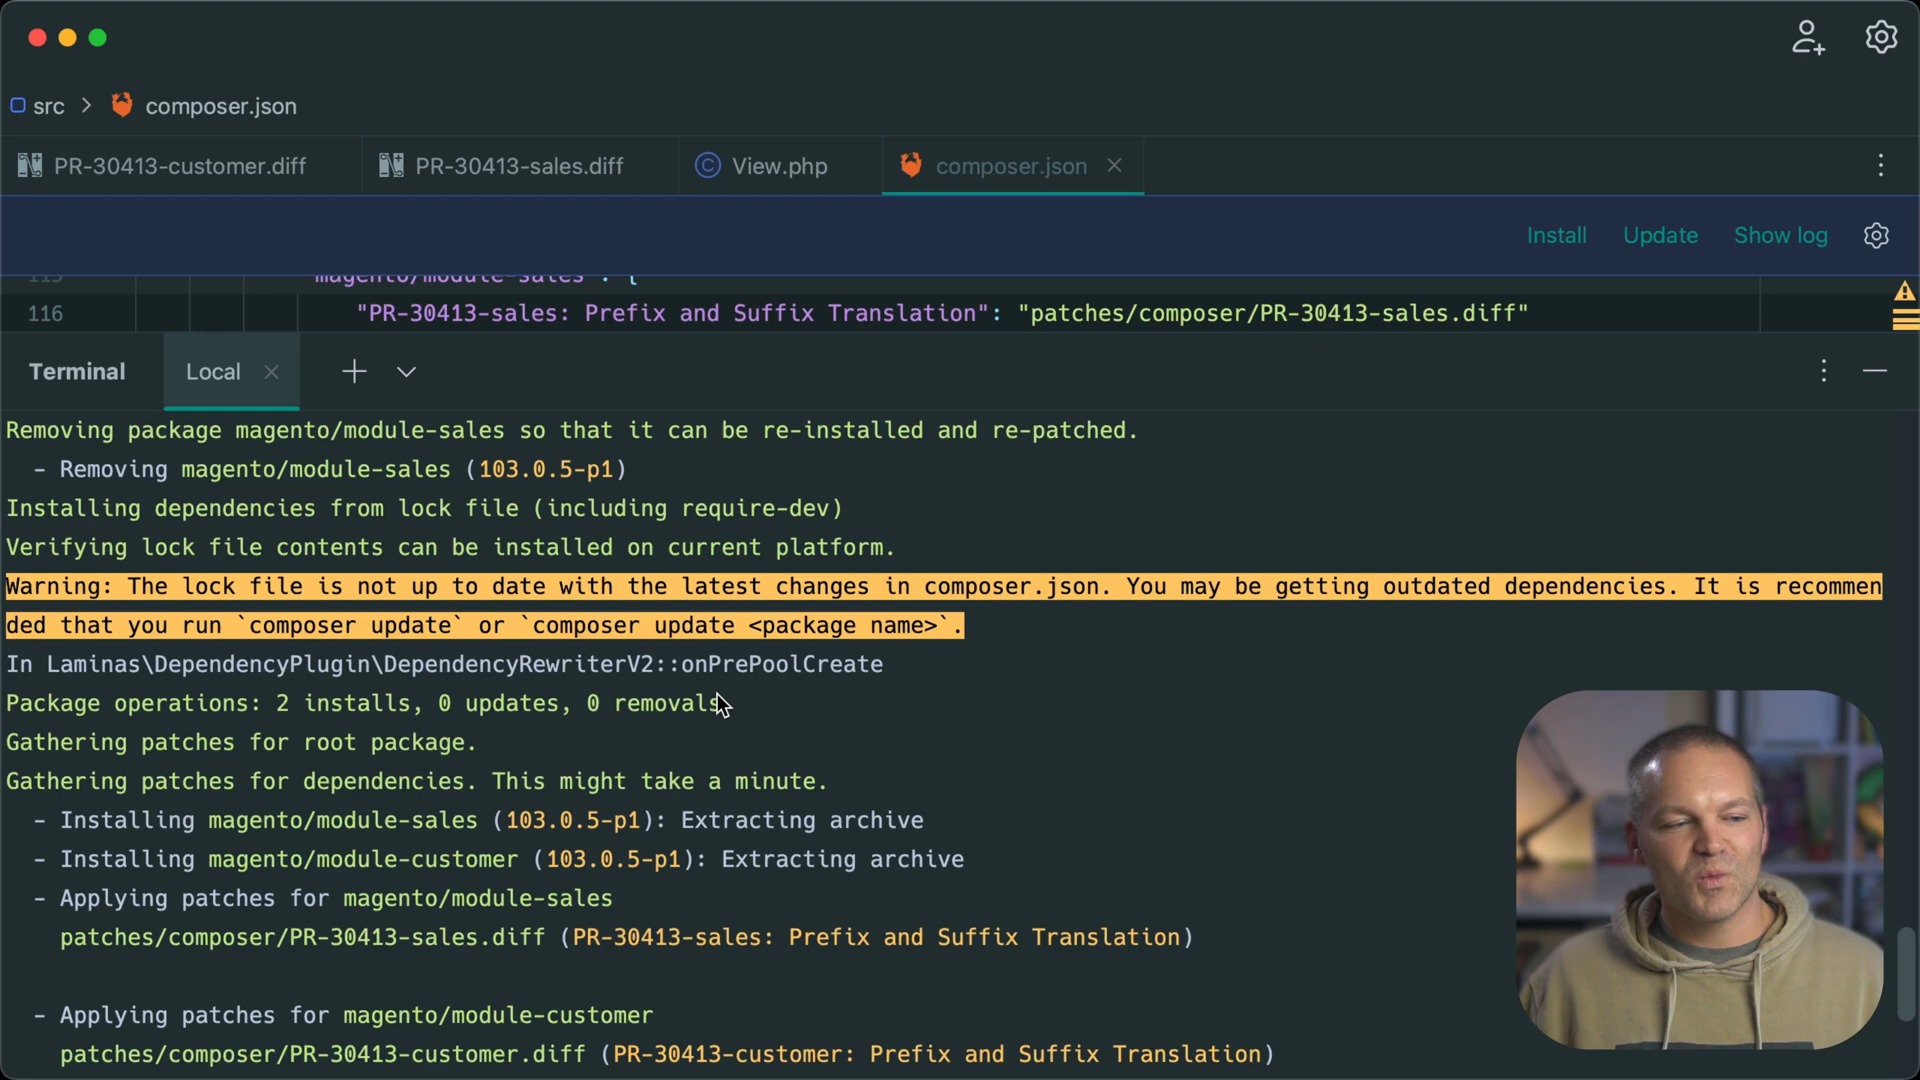 src > composer.json
PR-30413-customer.diff
PR-30413-sales.diff
View.php
composer.json
Install
Update
Show log
115 "magento/module-sales": {
116 "PR-30413-sales: Prefix and Suffix Translation": "patches/composer/PR-30413-sales.diff"
Terminal
Local
Removing package magento/module-sales so that it can be re-installed and re-patched.
- Removing magento/module-sales (103.0.5-p1)
Installing dependencies from lock file (including require-dev)
Verifying lock file contents can be installed on current platform.
Warning: The lock file is not up to date with the latest changes in composer.json. You may be getting outdated dependencies. It is recommen
ded that you run `composer update` or `composer update <package name>`.
In Laminas\DependencyPlugin\DependencyRewriterV2::onPrePoolCreate
Package operations: 2 installs, 0 updates, 0 removals
Gathering patches for root package.
Gathering patches for dependencies. This might take a minute.
- Installing magento/module-sales (103.0.5-p1): Extracting archive
- Installing magento/module-customer (103.0.5-p1): Extracting archive
- Applying patches for magento/module-sales
patches/composer/PR-30413-sales.diff (PR-30413-sales: Prefix and Suffix Translation)
- Applying patches for magento/module-customer
patches/composer/PR-30413-customer.diff (PR-30413-customer: Prefix and Suffix Translation)